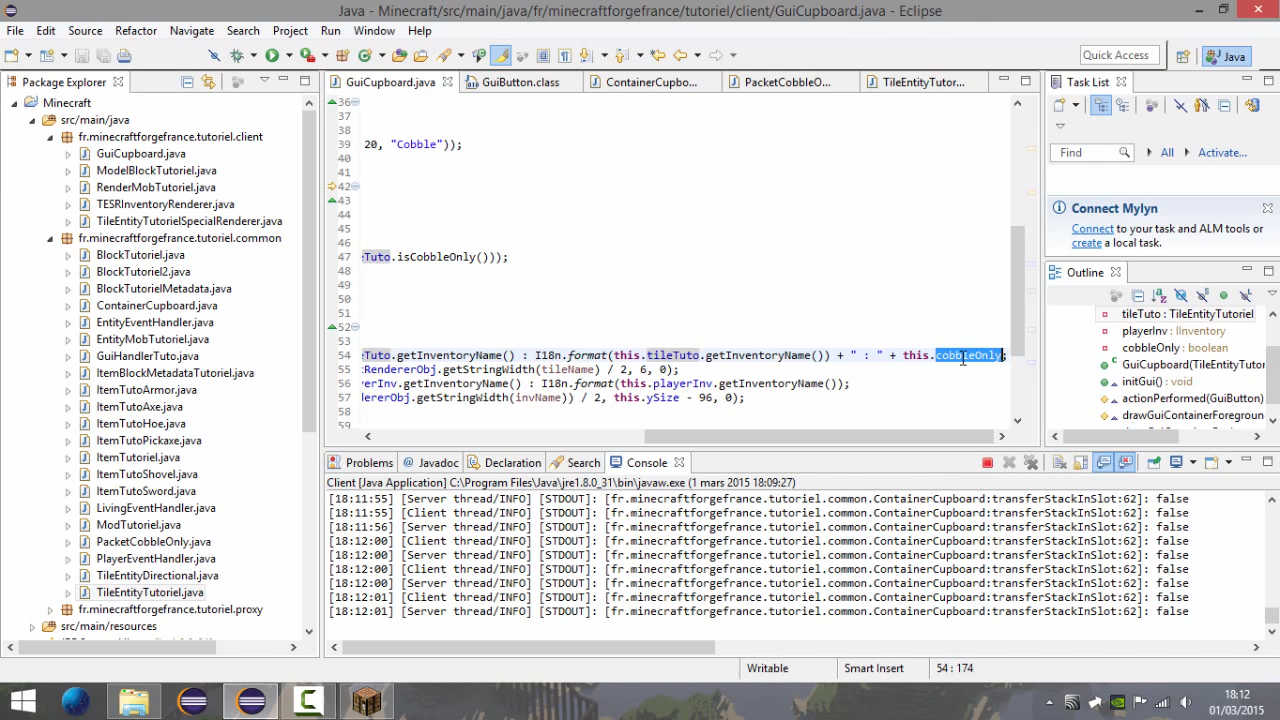 Java - Minecraft/src/main/java/fr/minecraftforgefrance/tutoriel/client/GuiCupboard.java - Eclipse
File Edit Source Refactor Navigate Search Project Run Window Help
Quick Access
Java
Package Explorer
Minecraft
src/main/java
fr.minecraftforgefrance.tutoriel.client
GuiCupboard.java
ModelBlockTutoriel.java
RenderMobTutoriel.java
TESRInventoryRenderer.java
TileEntityTutorielSpecialRenderer.java
fr.minecraftforgefrance.tutoriel.common
BlockTutoriel.java
BlockTutoriel2.java
BlockTutorielMetadata.java
ContainerCupboard.java
EntityEventHandler.java
EntityMobTutoriel.java
GuiHandlerTuto.java
ItemBlockMetadataTutoriel.java
ItemTutoArmor.java
ItemTutoAxe.java
ItemTutoHoe.java
ItemTutoPickaxe.java
ItemTutoriel.java
ItemTutoShovel.java
ItemTutoSword.java
LivingEventHandler.java
ModTutoriel.java
PacketCobbleOnly.java
PlayerEventHandler.java
TileEntityDirectional.java
TileEntityTutoriel.java
fr.minecraftforgefrance.tutoriel.proxy
src/main/resources
GuiCupboard.java GuiButton.class ContainerCupbo... PacketCobbleO... TileEntityTutor...
36
37
38
39 20, "Cobble"));
40
41
42
43
44
45
46
47 eTuto.isCobbleOnly()));
48
49
50
51
52
53
54 eTuto.getInventoryName() : I18n.format(this.tileTuto.getInventoryName()) + " : " + this.cobbleOnly;
55 tRendererObj.getStringWidth(tileName) / 2, 6, 0);
56 yerInv.getInventoryName() : I18n.format(this.playerInv.getInventoryName());
57 dererObj.getStringWidth(invName)) / 2, this.ySize - 96, 0);
58
59
Problems Javadoc Declaration Search Console
Client [Java Application] C:\Program Files\Java\jre1.8.0_31\bin\javaw.exe (1 mars 2015 18:09:27)
[18:11:55] [Server thread/INFO] [STDOUT]: [fr.minecraftforgefrance.tutoriel.common.ContainerCupboard:transferStackInSlot:62]: false
[18:11:55] [Client thread/INFO] [STDOUT]: [fr.minecraftforgefrance.tutoriel.common.ContainerCupboard:transferStackInSlot:62]: false
[18:11:56] [Server thread/INFO] [STDOUT]: [fr.minecraftforgefrance.tutoriel.common.ContainerCupboard:transferStackInSlot:62]: false
[18:12:00] [Client thread/INFO] [STDOUT]: [fr.minecraftforgefrance.tutoriel.common.ContainerCupboard:transferStackInSlot:62]: false
[18:12:00] [Server thread/INFO] [STDOUT]: [fr.minecraftforgefrance.tutoriel.common.ContainerCupboard:transferStackInSlot:62]: false
[18:12:00] [Client thread/INFO] [STDOUT]: [fr.minecraftforgefrance.tutoriel.common.ContainerCupboard:transferStackInSlot:62]: false
[18:12:00] [Server thread/INFO] [STDOUT]: [fr.minecraftforgefrance.tutoriel.common.ContainerCupboard:transferStackInSlot:62]: false
[18:12:01] [Client thread/INFO] [STDOUT]: [fr.minecraftforgefrance.tutoriel.common.ContainerCupboard:transferStackInSlot:62]: false
[18:12:01] [Server thread/INFO] [STDOUT]: [fr.minecraftforgefrance.tutoriel.common.ContainerCupboard:transferStackInSlot:62]: false
Task List
Find All Activate...
Connect Mylyn
Connect to your task and ALM tools or
create a local task.
Outline
tileTuto : TileEntityTutoriel
playerInv : IInventory
cobbleOnly : boolean
GuiCupboard(TileEntityTuto
initGui() : void
actionPerformed(GuiButton)
drawGuiContainerForegroun
Writable Smart Insert 54 : 174
18:12
01/03/2015